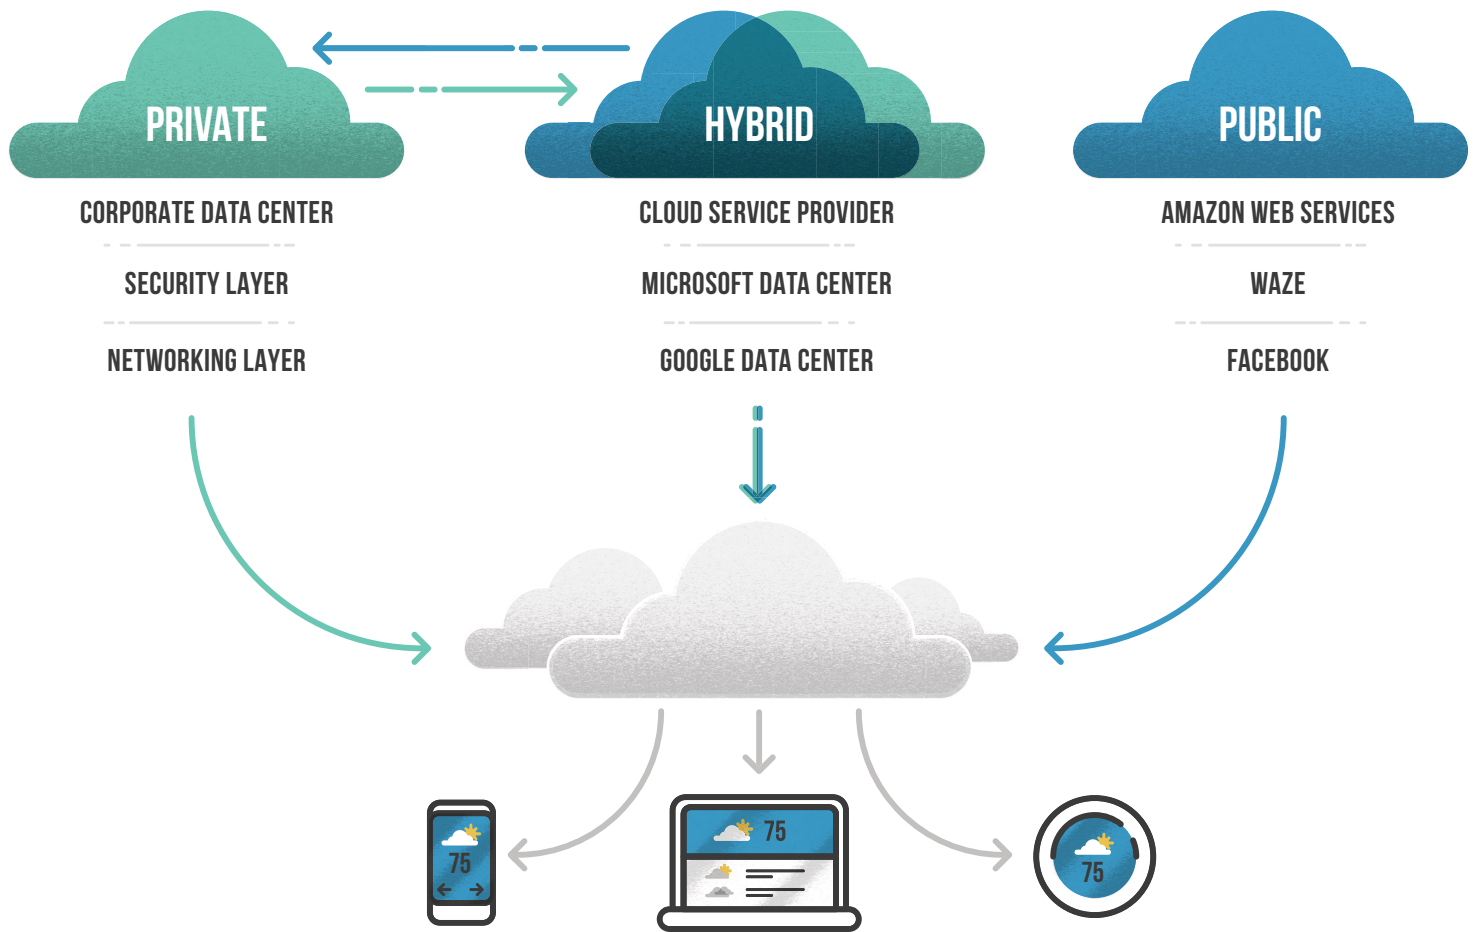 PRIVATE
HYBRID
PUBLIC
CORPORATE DATA CENTER
SECURITY LAYER
NETWORKING LAYER
CLOUD SERVICE PROVIDER
MICROSOFT DATA CENTER
GOOGLE DATA CENTER
AMAZON WEB SERVICES
WAZE
FACEBOOK
75
75
75